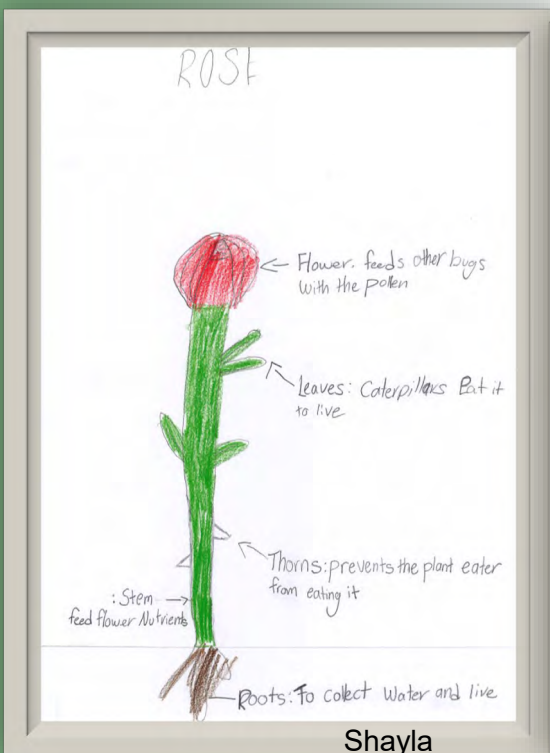 ROSE
Flower. feeds other bugs
with the pollen
Leaves: Caterpillars Eat it
to live
Thorns: prevents the plant eater
from eating it
: Stem
feed flower Nutrients
Roots: To collect water and live
Shayla